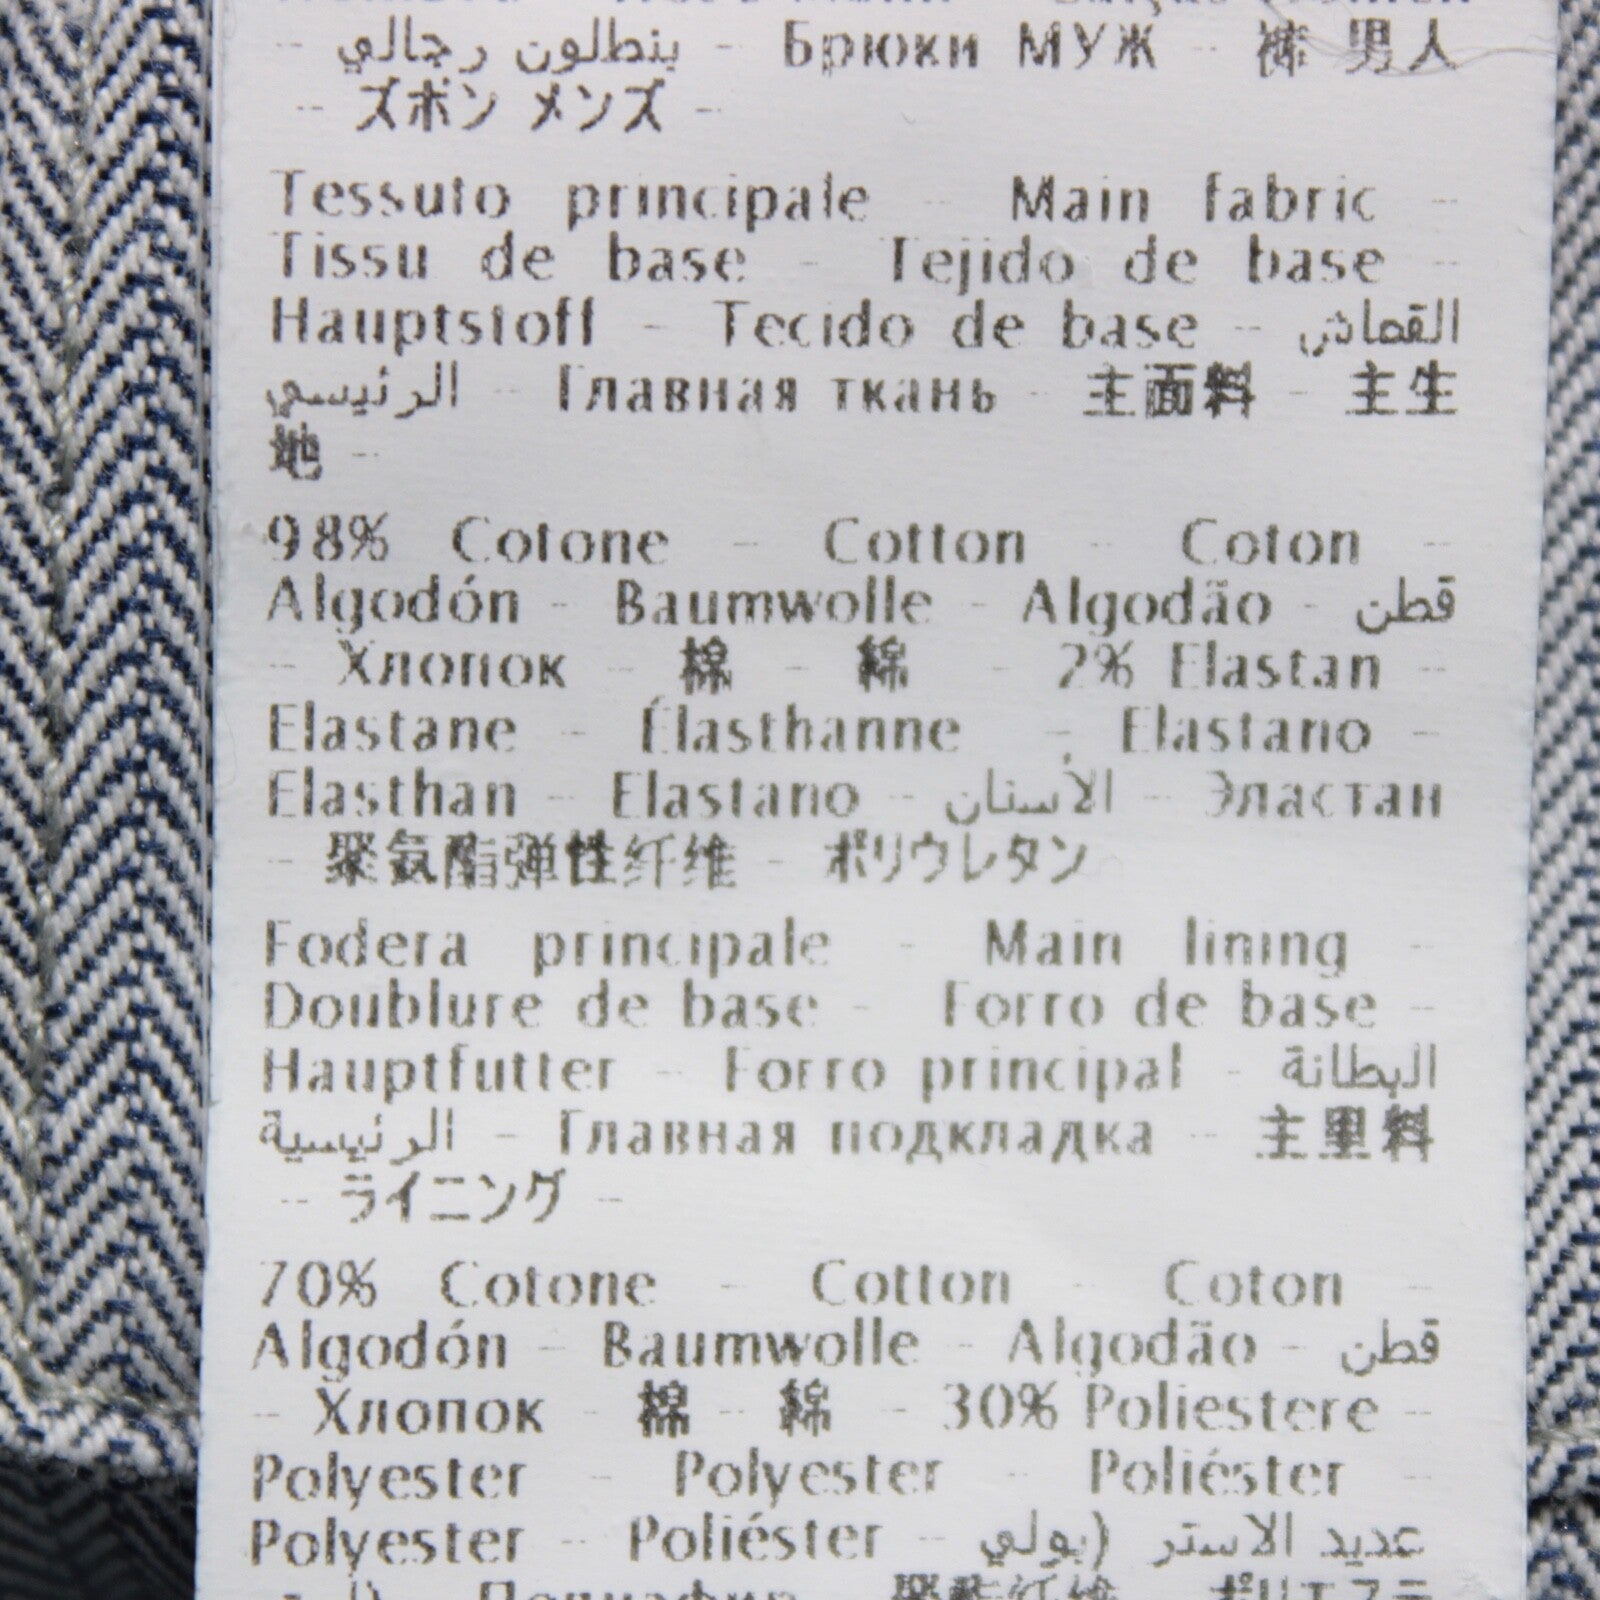 - بنطلون رجالي - Брюки МУЖ - 裤 男人
- ズボン メンズ -
Tessuto principale - Main fabric -
Tissu de base - Tejido de base -
Hauptstoff - Tecido de base - القماش
الرئيسي - Главная ткань - 主面料 - 主生
地 -
98% Cotone - Cotton - Coton -
Algodón - Baumwolle - Algodão - قطن
- Хлопок - 棉 - 綿 - 2% Elastan -
Elastane - Élasthanne - Elastano -
Elasthan - Elastano - الأستان - Эластан
- 聚氨酯弹性纤维 - ポリウレタン
Fodera principale - Main lining -
Doublure de base - Forro de base -
Hauptfutter - Forro principal - البطانة
الرئيسية - Главная подкладка - 主里料
- ライニング -
70% Cotone - Cotton - Coton -
Algodón - Baumwolle - Algodão - قطن
- Хлопок - 棉 - 綿 - 30% Poliestere -
Polyester - Polyester - Poliéster -
Polyester - Poliéster - عديد الاستر (بولي